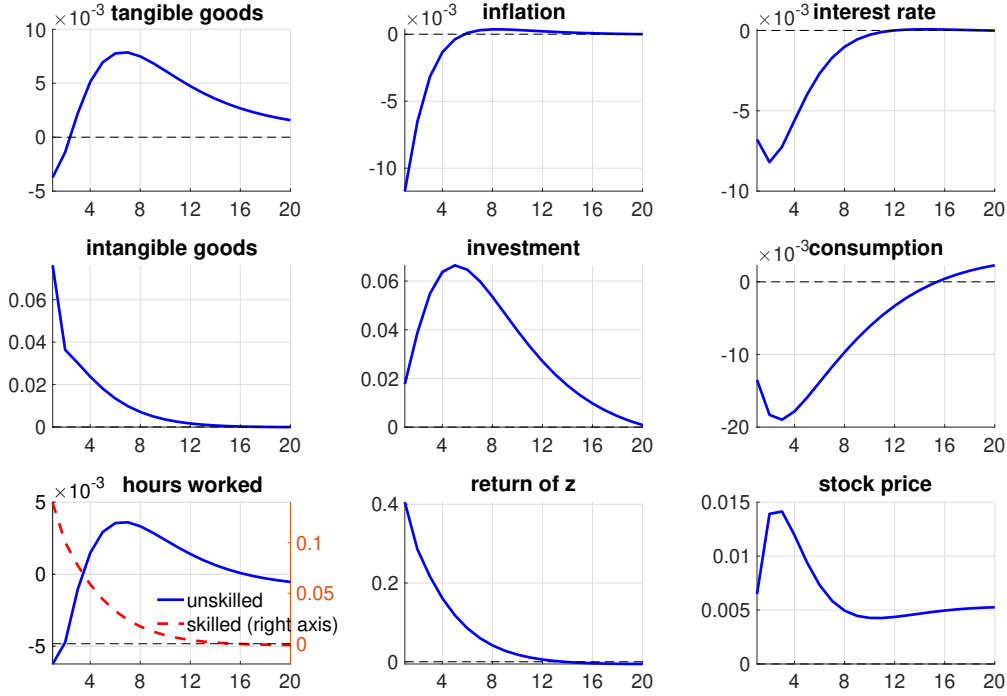 tangible goods
×10⁻³
10
5
0
-5
4 8 12 16 20
inflation
×10⁻³
0
-5
-10
4 8 12 16 20
interest rate
×10⁻³
0
-5
-10
4 8 12 16 20
intangible goods
0.06
0.04
0.02
0
4 8 12 16 20
investment
0.06
0.04
0.02
0
4 8 12 16 20
consumption
×10⁻³
0
-10
-20
4 8 12 16 20
hours worked
×10⁻³
5
0
-5
0.1
0.05
0
unskilled
skilled (right axis)
4 8 12 16 20
return of z
0.4
0.2
0
4 8 12 16 20
stock price
0.015
0.01
0.005
0
4 8 12 16 20